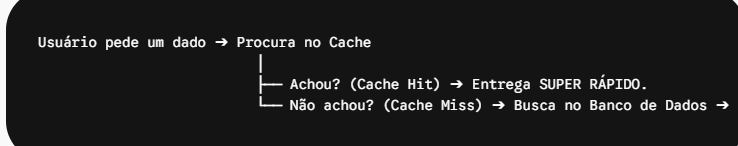 Usuário pede um dado ➔ Procura no Cache
│
├── Achou? (Cache Hit) ➔ Entrega SUPER RÁPIDO.
└── Não achou? (Cache Miss) ➔ Busca no Banco de Dados ➔